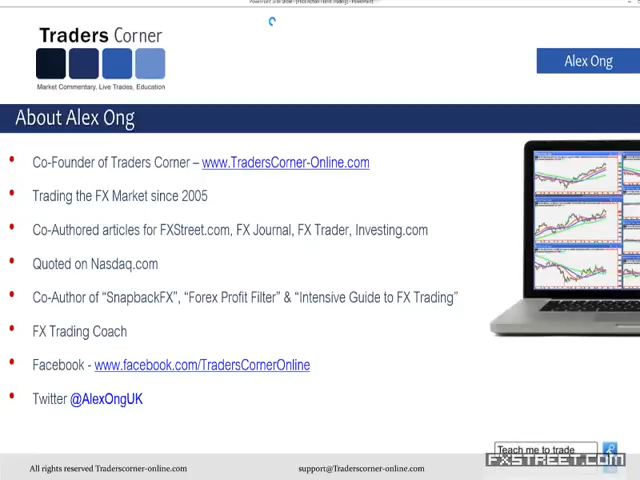 Traders Corner
Market Commentary, Live Trades, Education
Alex Ong
About Alex Ong
• Co-Founder of Traders Corner – www.TradersCorner-Online.com
• Trading the FX Market since 2005
• Co-Authored articles for FXStreet.com, FX Journal, FX Trader, Investing.com
• Quoted on Nasdaq.com
• Co-Author of “SnapbackFX”, “Forex Profit Filter” & “Intensive Guide to FX Trading”
• FX Trading Coach
• Facebook - www.facebook.com/TradersCornerOnline
• Twitter @AlexOngUK
Teach me to trade
FXSTREET.COM
All rights reserved Traderscorner-online.com support@Traderscorner-online.com